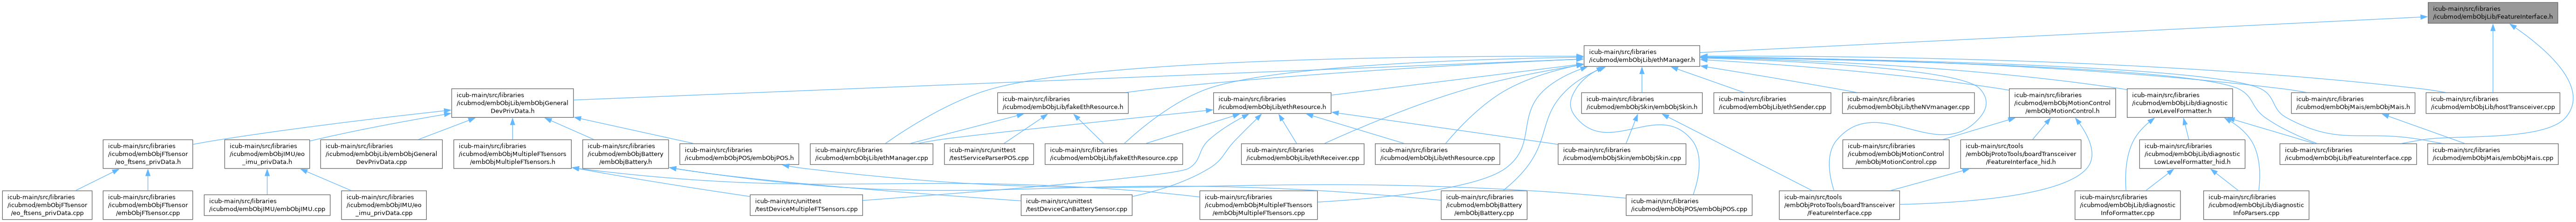 icub-main/src/libraries
/icubmod/embObjLib/FeatureInterface.h
icub-main/src/libraries
/icubmod/embObjLib/ethManager.h
icub-main/src/libraries
/icubmod/embObjLib/embObjGeneral
DevPrivData.h
icub-main/src/libraries
/icubmod/embObjLib/fakeEthResource.h
icub-main/src/libraries
/icubmod/embObjLib/ethResource.h
icub-main/src/libraries
/icubmod/embObjSkin/embObjSkin.h
icub-main/src/libraries
/icubmod/embObjLib/ethSender.cpp
icub-main/src/libraries
/icubmod/embObjLib/theNVmanager.cpp
icub-main/src/libraries
/icubmod/embObjMotionControl
/embObjMotionControl.h
icub-main/src/libraries
/icubmod/embObjLib/diagnostic
LowLevelFormatter.h
icub-main/src/libraries
/icubmod/embObjMais/embObjMais.h
icub-main/src/libraries
/icubmod/embObjLib/hostTransceiver.cpp
icub-main/src/libraries
/icubmod/embObjFTsensor
/eo_ftsens_privData.h
icub-main/src/libraries
/icubmod/embObjIMU/eo
_imu_privData.h
icub-main/src/libraries
/icubmod/embObjLib/embObjGeneral
DevPrivData.cpp
icub-main/src/libraries
/icubmod/embObjMultipleFTsensors
/embObjMultipleFTsensors.h
icub-main/src/libraries
/icubmod/embObjBattery
/embObjBattery.h
icub-main/src/libraries
/icubmod/embObjPOS/embObjPOS.h
icub-main/src/libraries
/icubmod/embObjLib/ethManager.cpp
icub-main/src/unittest
/testServiceParserPOS.cpp
icub-main/src/libraries
/icubmod/embObjLib/fakeEthResource.cpp
icub-main/src/libraries
/icubmod/embObjLib/ethReceiver.cpp
icub-main/src/libraries
/icubmod/embObjLib/ethResource.cpp
icub-main/src/libraries
/icubmod/embObjSkin/embObjSkin.cpp
icub-main/src/libraries
/icubmod/embObjMotionControl
/embObjMotionControl.cpp
icub-main/src/tools
/embObjProtoTools/boardTransceiver
/FeatureInterface_hid.h
icub-main/src/libraries
/icubmod/embObjLib/diagnostic
LowLevelFormatter_hid.h
icub-main/src/libraries
/icubmod/embObjLib/FeatureInterface.cpp
icub-main/src/libraries
/icubmod/embObjMais/embObjMais.cpp
icub-main/src/libraries
/icubmod/embObjFTsensor
/eo_ftsens_privData.cpp
icub-main/src/libraries
/icubmod/embObjFTsensor
/embObjFTsensor.cpp
icub-main/src/libraries
/icubmod/embObjIMU/embObjIMU.cpp
icub-main/src/libraries
/icubmod/embObjIMU/eo
_imu_privData.cpp
icub-main/src/unittest
/testDeviceMultipleFTSensors.cpp
icub-main/src/unittest
/testDeviceCanBatterySensor.cpp
icub-main/src/libraries
/icubmod/embObjMultipleFTsensors
/embObjMultipleFTsensors.cpp
icub-main/src/libraries
/icubmod/embObjBattery
/embObjBattery.cpp
icub-main/src/libraries
/icubmod/embObjPOS/embObjPOS.cpp
icub-main/src/tools
/embObjProtoTools/boardTransceiver
/FeatureInterface.cpp
icub-main/src/libraries
/icubmod/embObjLib/diagnostic
InfoFormatter.cpp
icub-main/src/libraries
/icubmod/embObjLib/diagnostic
InfoParsers.cpp